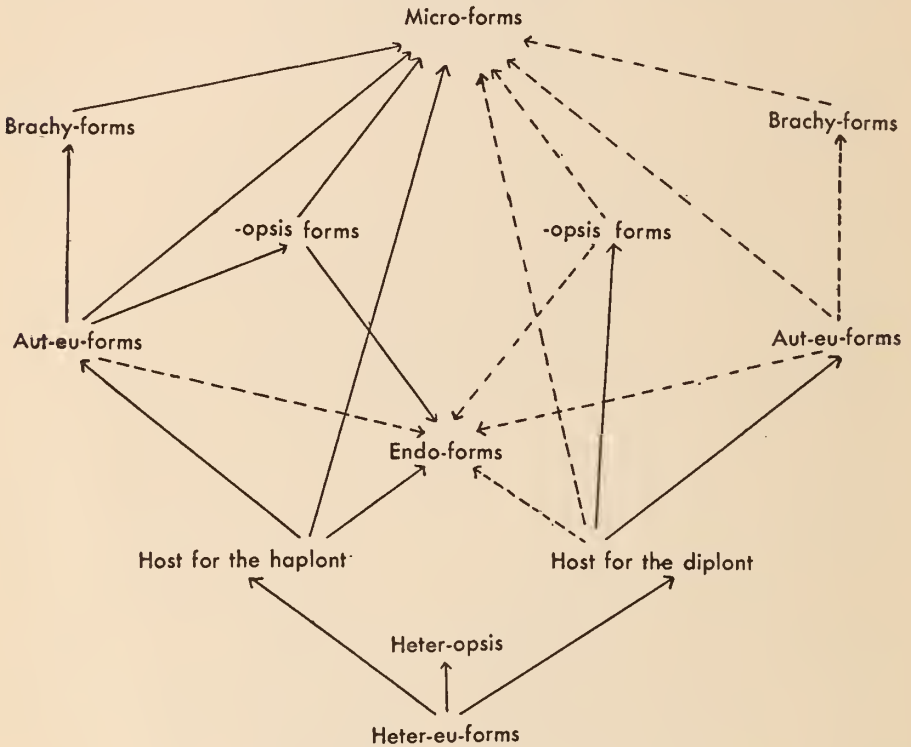 Micro-forms
Brachy-forms
Brachy-forms
-opsis forms
-opsis forms
Aut-eu-forms
Aut-eu-forms
Endo-forms
Host for the haplont
Host for the diplont
Heter-opsis
Heter-eu-forms